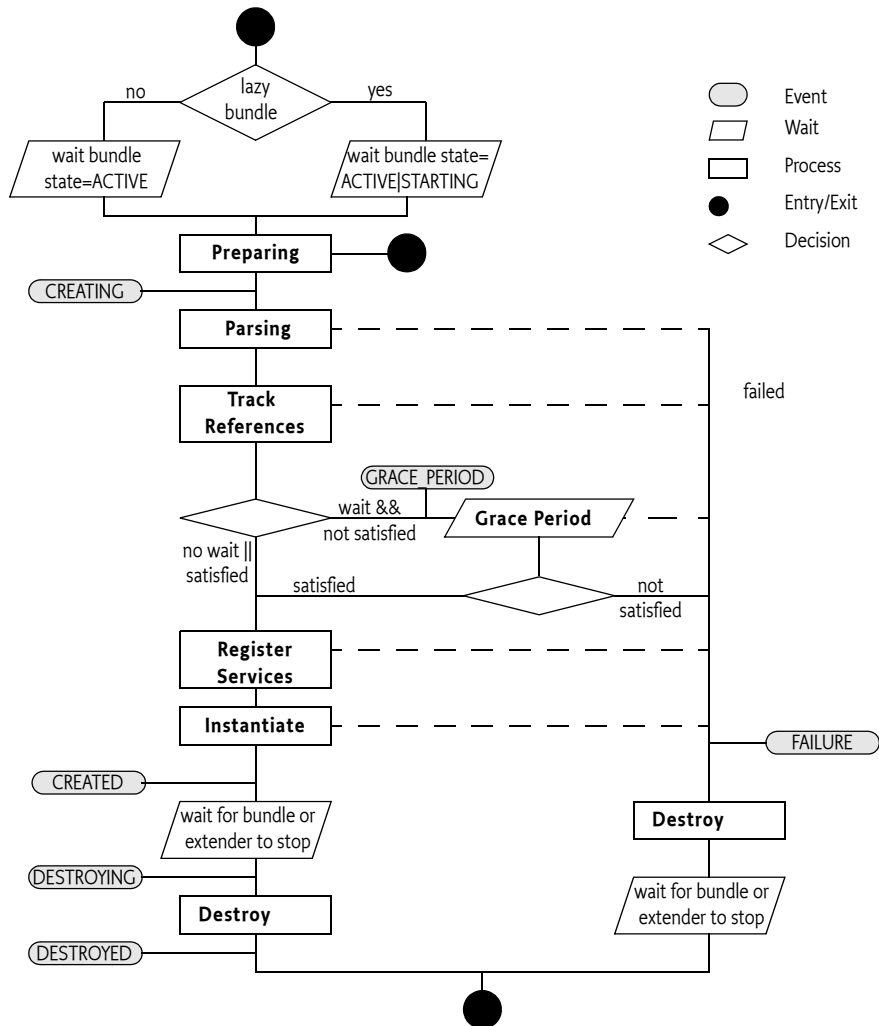 lazy
bundle
no
yes
wait bundle
state=ACTIVE
wait bundle state=
ACTIVE|STARTING
Event
Wait
Process
Entry/Exit
Decision
Preparing
CREATING
Parsing
Track
References
failed
GRACE_PERIOD
wait &&
not satisfied
Grace Period
no wait ||
satisfied
satisfied
not
satisfied
Register
Services
Instantiate
FAILURE
CREATED
wait for bundle or
extender to stop
Destroy
DESTROYING
Destroy
wait for bundle or
extender to stop
DESTROYED